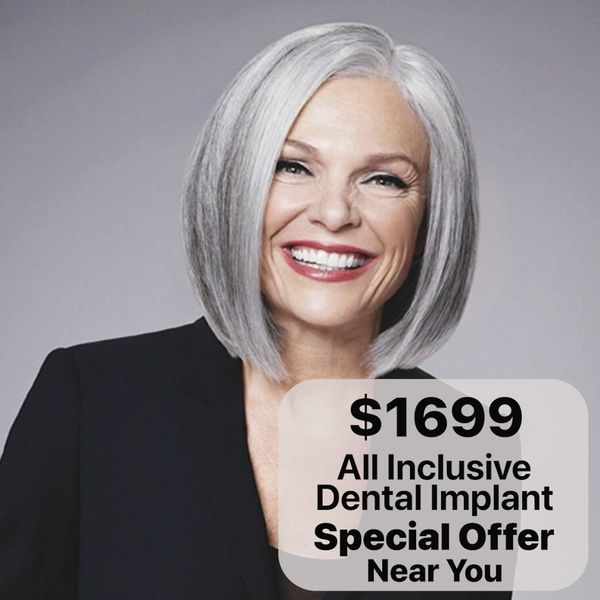 $1699
All Inclusive
Dental Implant
Special Offer
Near You